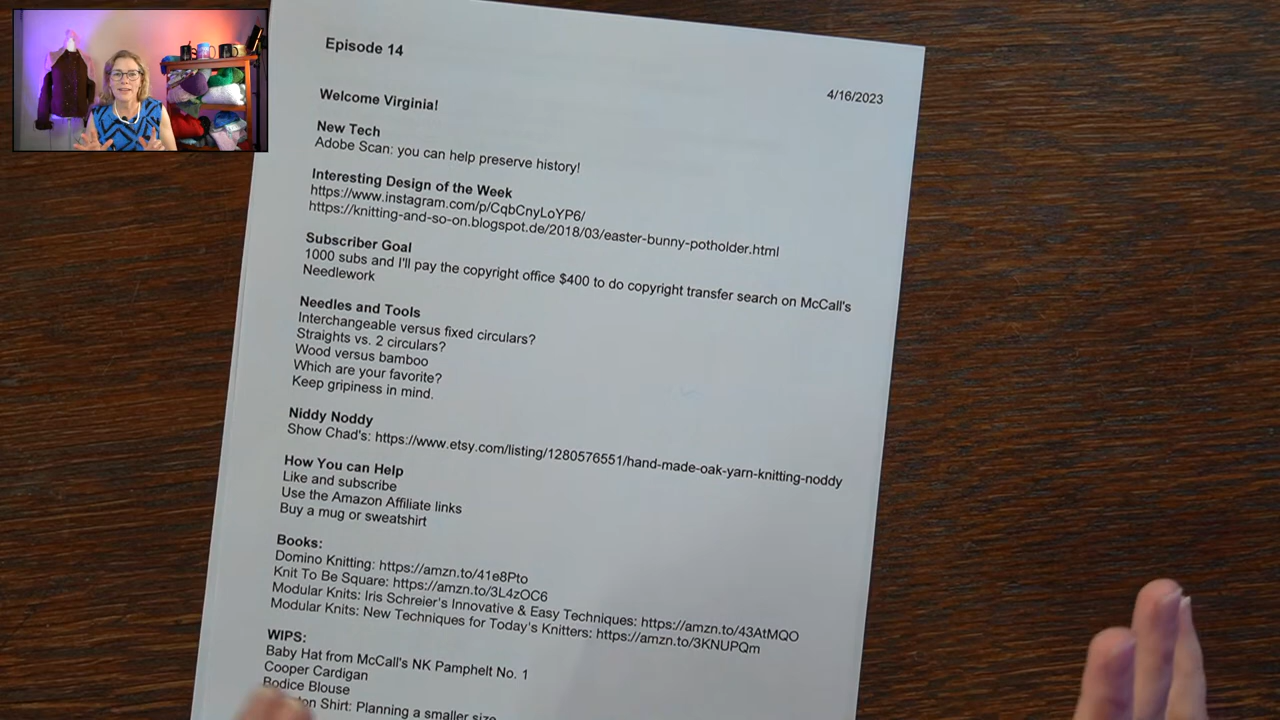 Episode 14
4/16/2023
Welcome Virginia!
New Tech
Adobe Scan: you can help preserve history!
Interesting Design of the Week
https://www.instagram.com/p/CqbCnyLoYP6/
https://knitting-and-so-on.blogspot.de/2018/03/easter-bunny-potholder.html
Subscriber Goal
1000 subs and I'll pay the copyright office $400 to do copyright transfer search on McCall's
Needlework
Needles and Tools
Interchangeable versus fixed circulars?
Straights vs. 2 circulars?
Wood versus bamboo
Which are your favorite?
Keep gripiness in mind.
Niddy Noddy
Show Chad's: https://www.etsy.com/listing/1280576551/hand-made-oak-yarn-knitting-noddy
How You can Help
Like and subscribe
Use the Amazon Affiliate links
Buy a mug or sweatshirt
Books:
Domino Knitting: https://amzn.to/41e8Pto
Knit To Be Square: https://amzn.to/3L4zOC6
Modular Knits: Iris Schreier's Innovative & Easy Techniques: https://amzn.to/43AtMQO
Modular Knits: New Techniques for Today's Knitters: https://amzn.to/3KNUPQm
WIPS:
Baby Hat from McCall's NK Pamphelt No. 1
Cooper Cardigan
Bodice Blouse
Shirt: Planning a smaller size